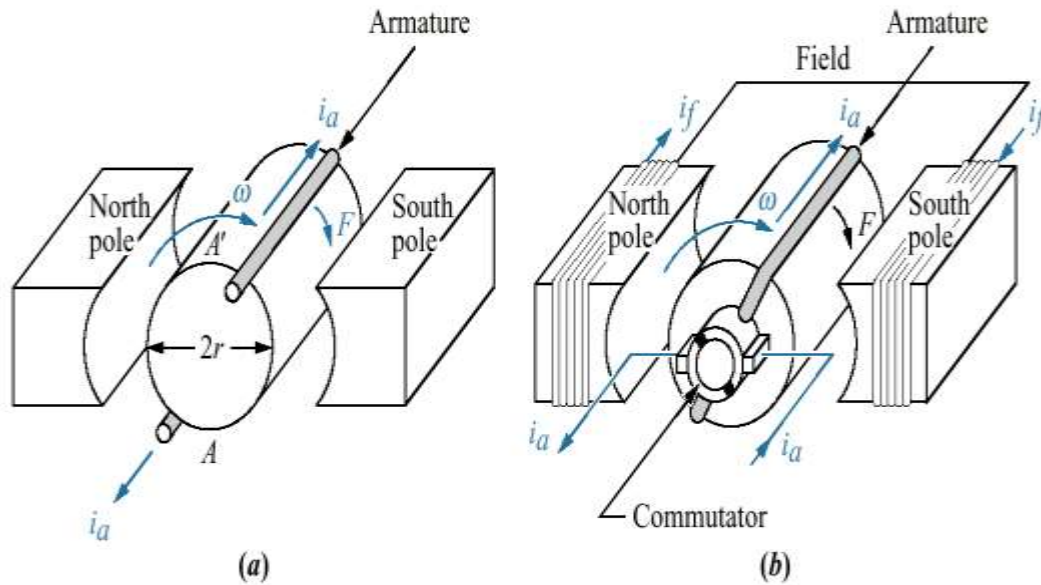 Armature
i_a
ω
North
pole
A′
F
South
pole
2r
A
i_a
(a)
Armature
Field
i_f
i_a
i_f
ω
North
pole
F
South
pole
i_a
i_a
Commutator
(b)